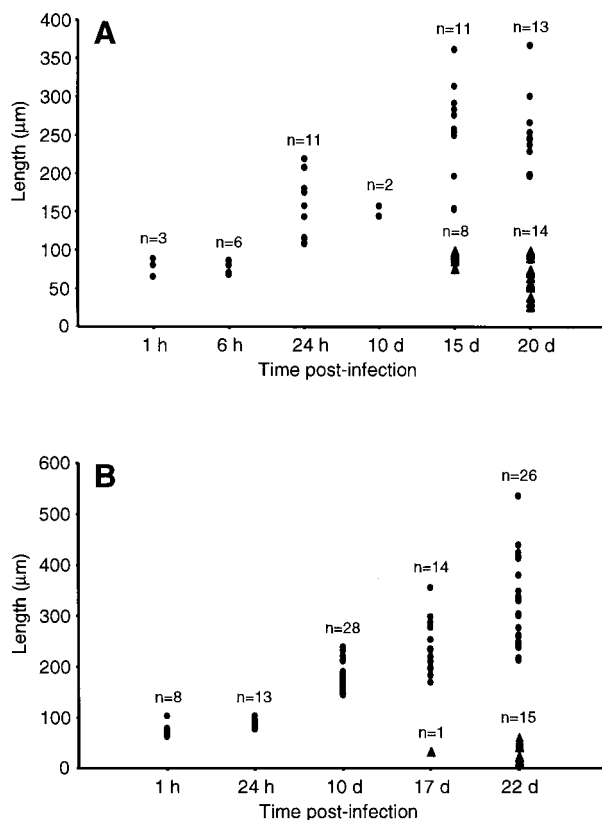 A
400
350
300
250
200
150
100
50
0
Length (µm)
n=3
n=6
n=11
n=2
n=11
n=8
n=13
n=14
1 h
6 h
24 h
10 d
15 d
20 d
Time post-infection
B
600
500
400
300
200
100
0
Length (µm)
n=8
n=13
n=28
n=14
n=1
n=26
n=15
1 h
24 h
10 d
17 d
22 d
Time post-infection